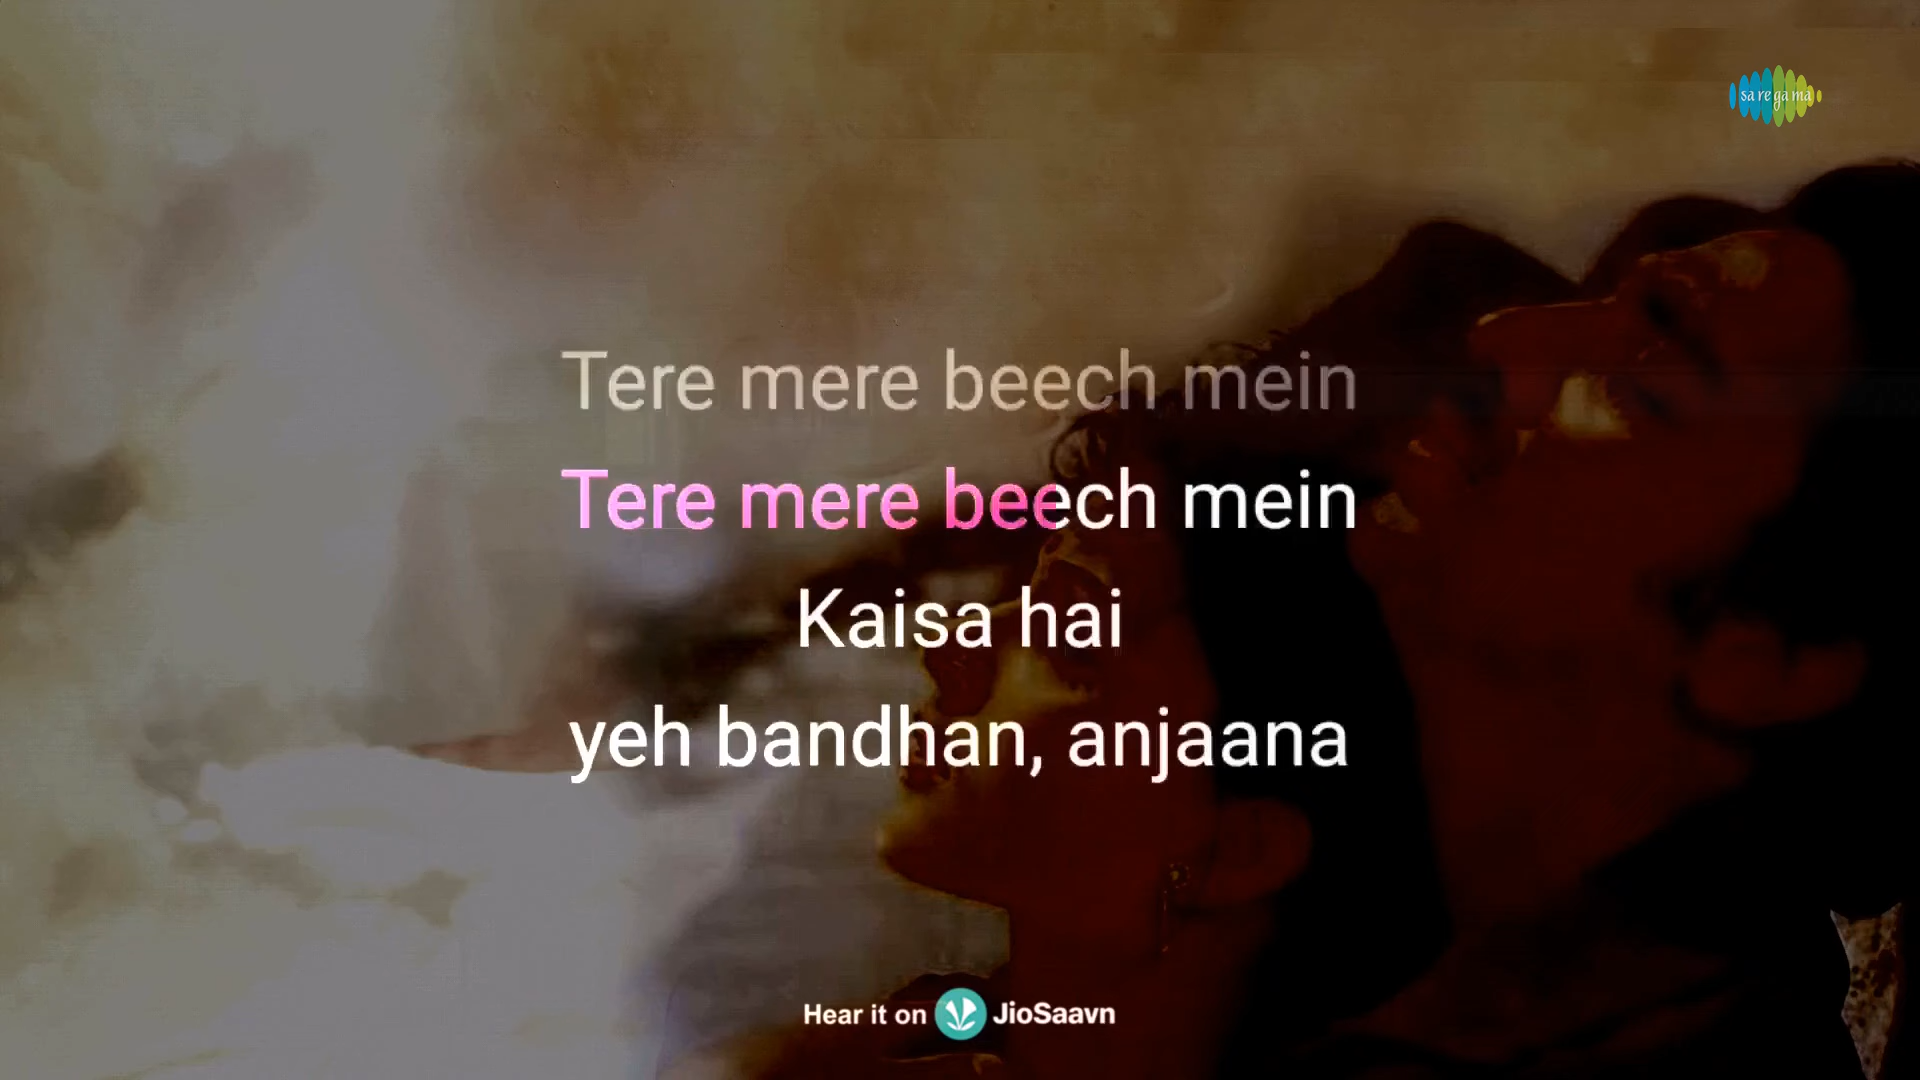 sa re ga ma
Tere mere beech mein
Tere mere beech mein
Kaisa hai
yeh bandhan, anjaana
Hear it on JioSaavn